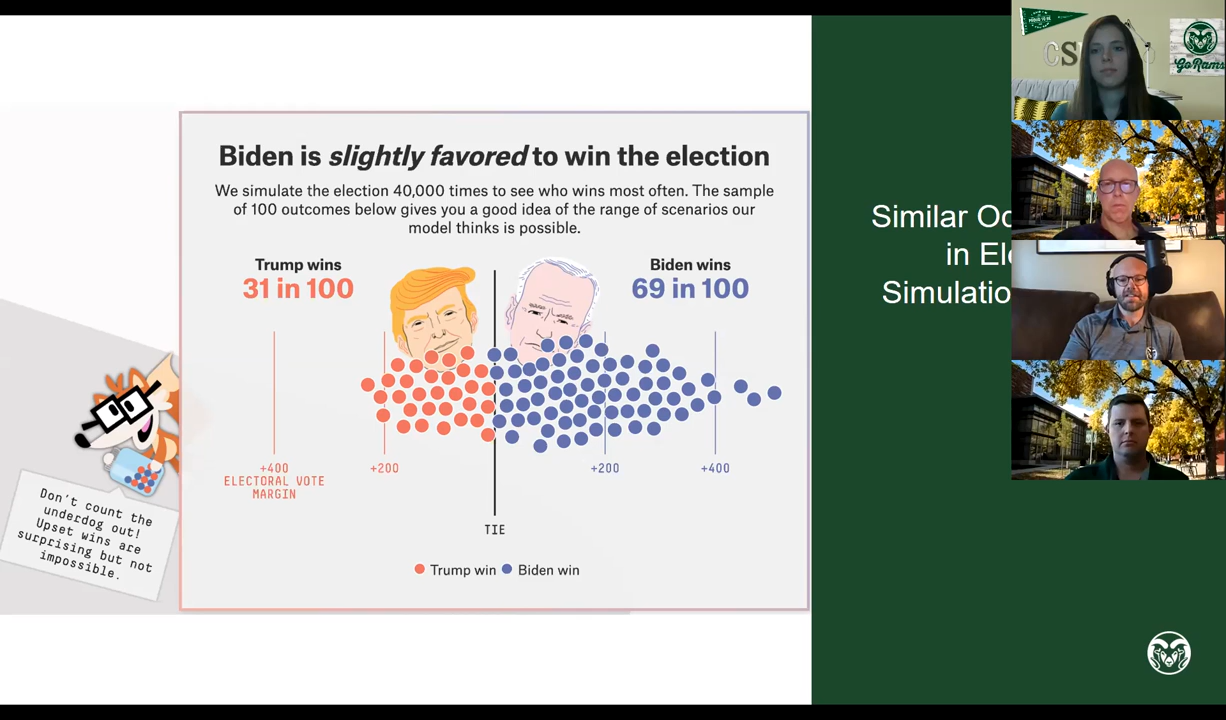 Biden is slightly favored to win the election
We simulate the election 40,000 times to see who wins most often. The sample
of 100 outcomes below gives you a good idea of the range of scenarios our
model thinks is possible.
Trump wins
31 in 100
Biden wins
69 in 100
+400
ELECTORAL VOTE
MARGIN
+200
+200
+400
TIE
Trump win
Biden win
Don't count the
underdog out!
Upset wins are
surprising but not
impossible.
Similar
in
Go Rams